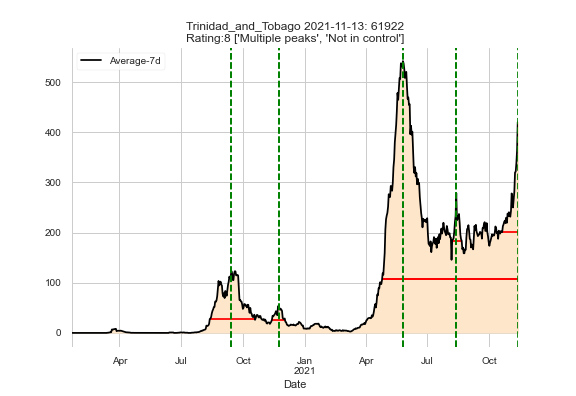 Trinidad_and_Tobago 2021-11-13: 61922
Rating:8 ['Multiple peaks', 'Not in control']
Average-7d
500
400
300
200
100
0
Apr Jul Oct Jan Apr Jul Oct
2021
Date